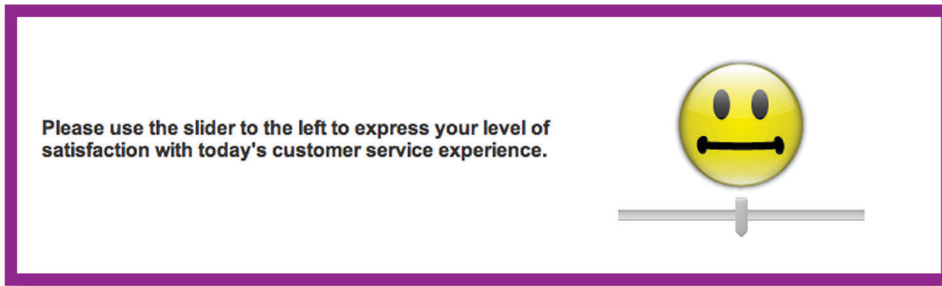 Please use the slider to the left to express your level of
satisfaction with today's customer service experience.